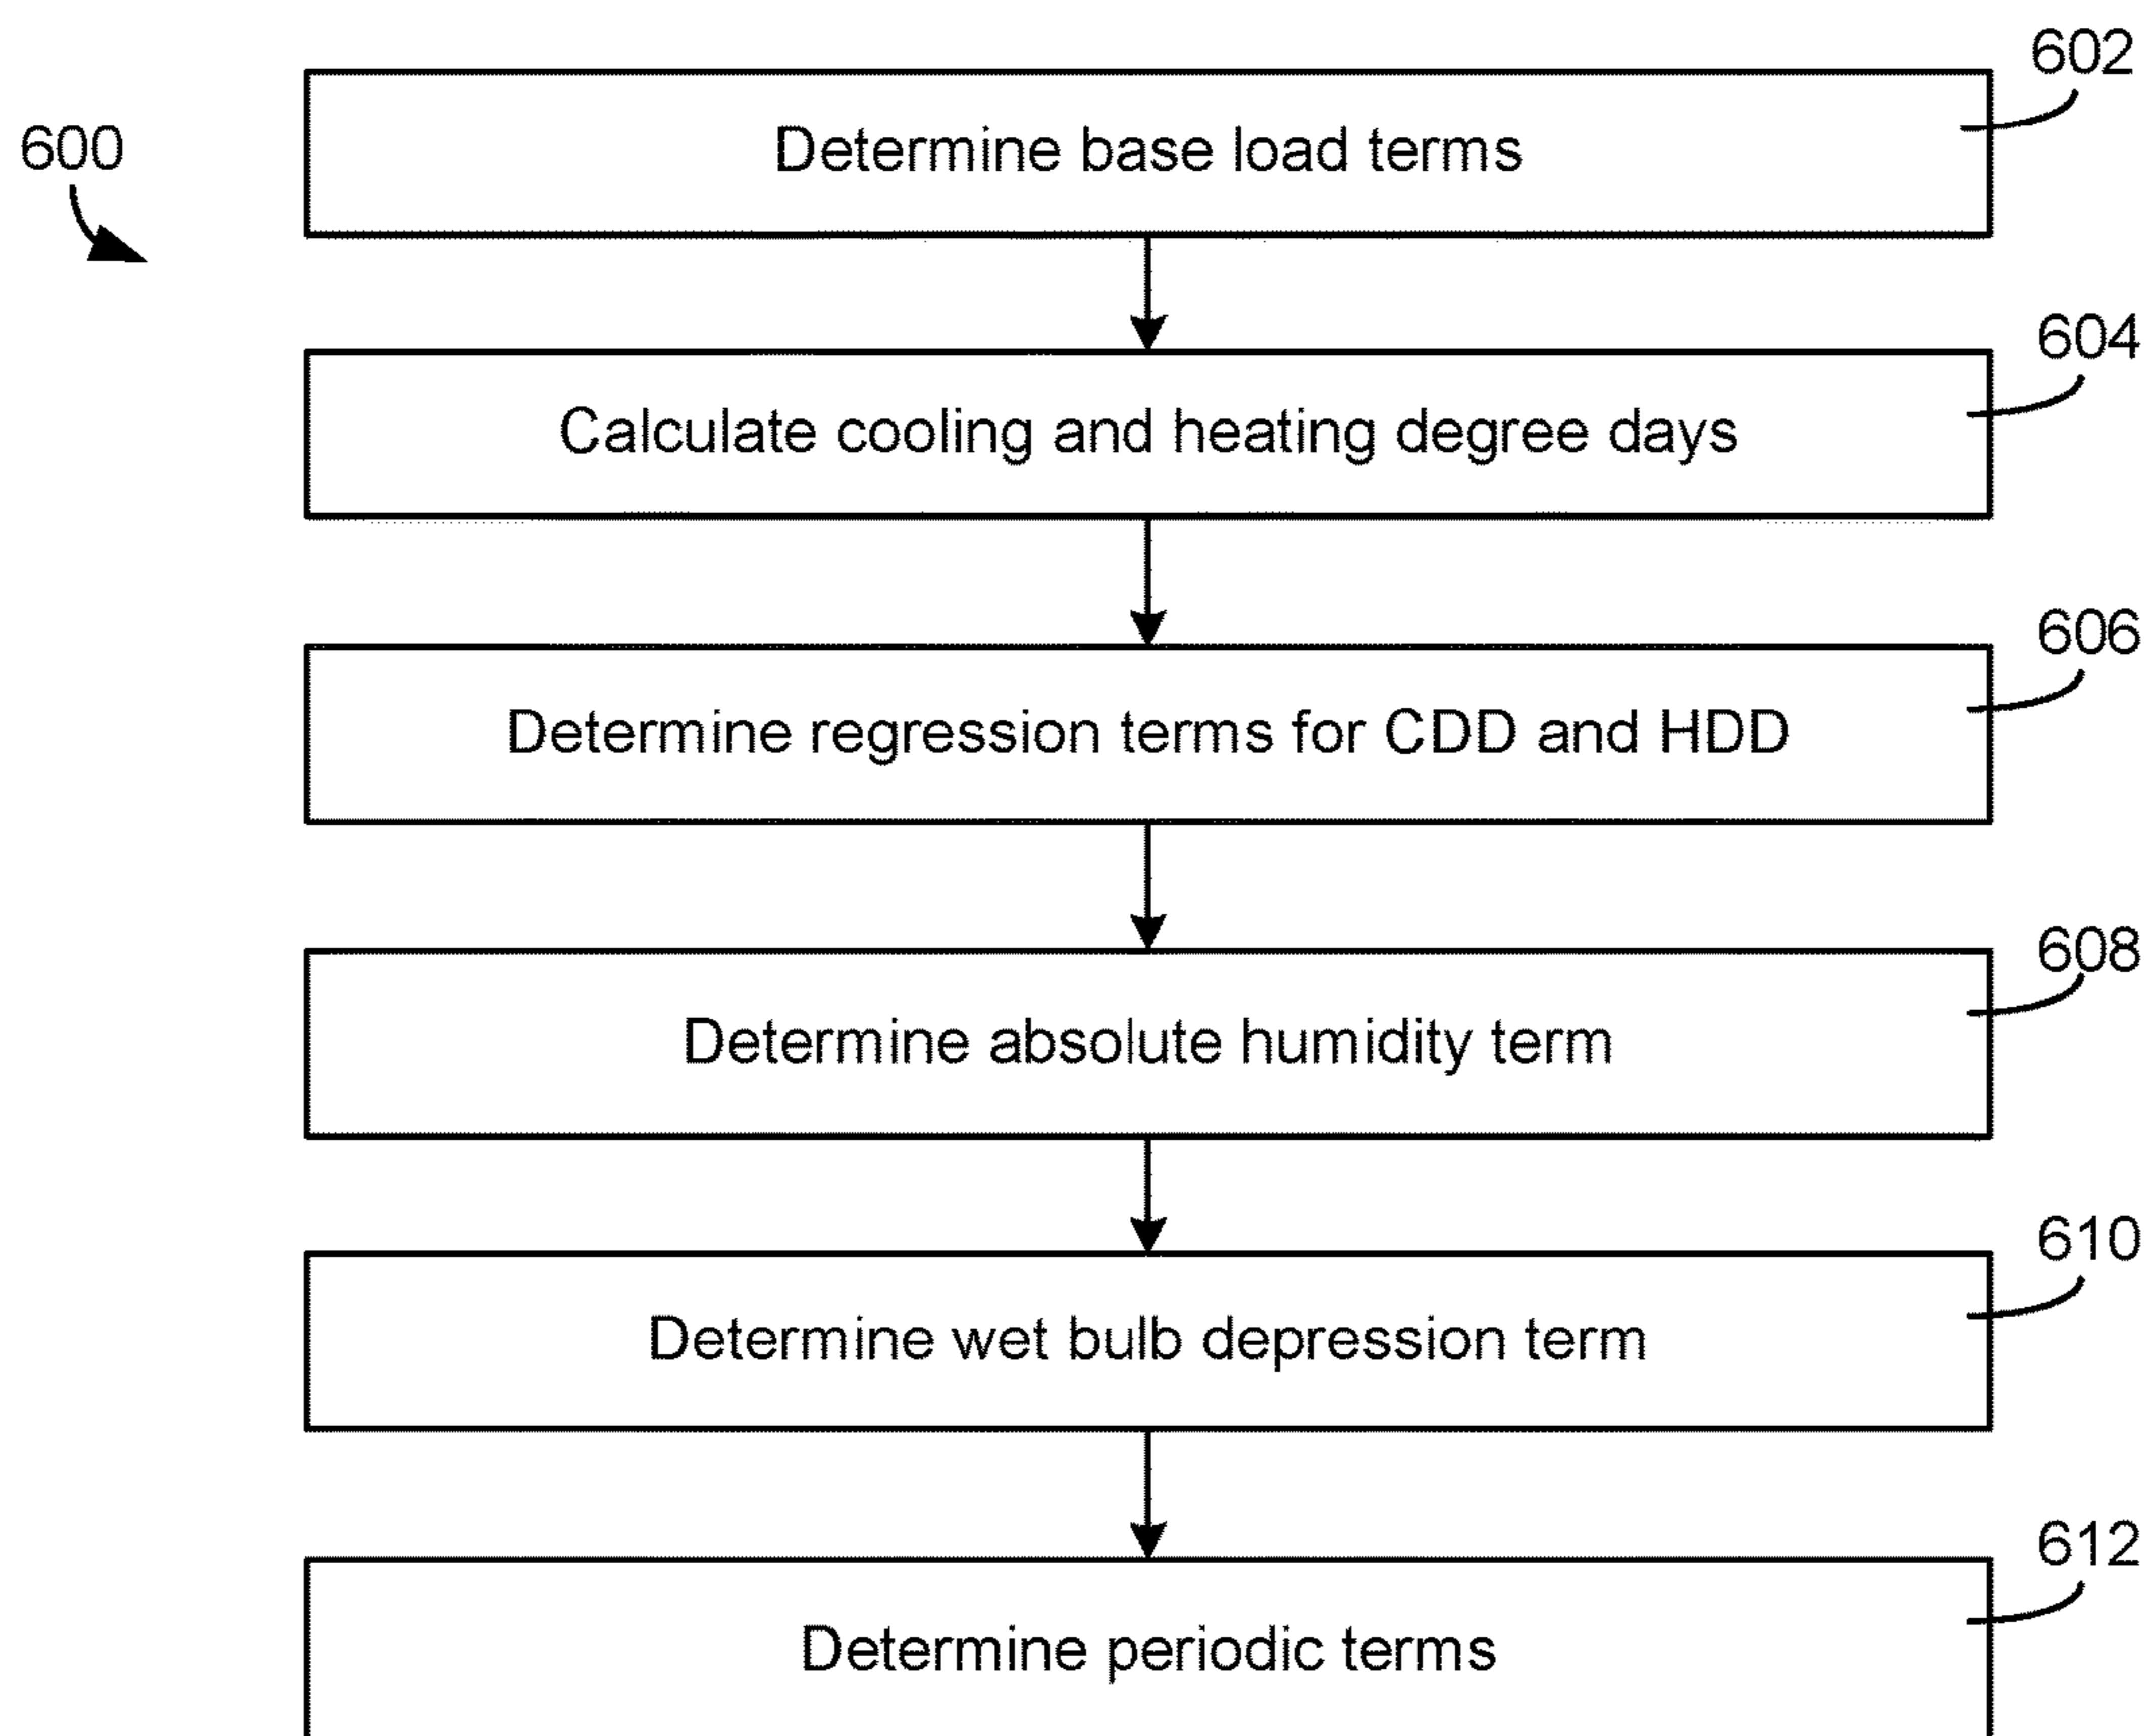 602
600
Determine base load terms
604
Calculate cooling and heating degree days
606
Determine regression terms for CDD and HDD
608
Determine absolute humidity term
610
Determine wet bulb depression term
612
Determine periodic terms